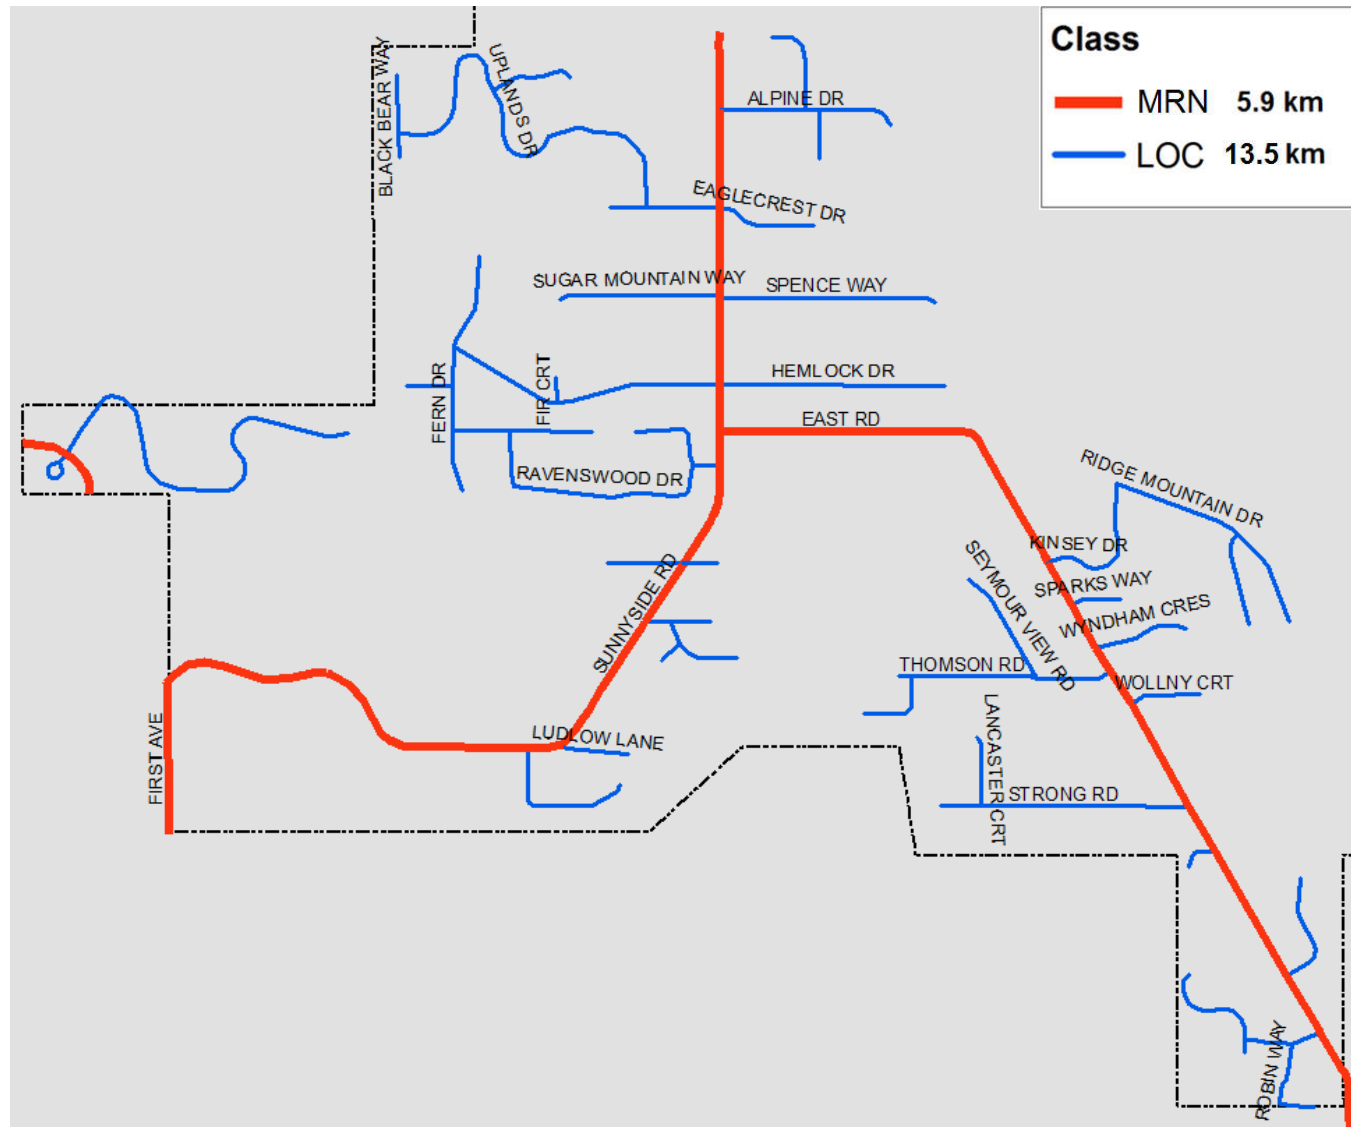 Class
MRN 5.9 km
LOC 13.5 km
BLACK BEAR WAY
UPLANDS DR
ALPINE DR
EAGLECREST DR
SUGAR MOUNTAIN WAY
SPENCE WAY
FERN DR
FIR CRT
HEMLOCK DR
EAST RD
RAVENSWOOD DR
RIDGE MOUNTAIN DR
KINSEY DR
SEYMOUR VIEW RD
SPARKS WAY
WYNDHAM CRES
SUNNYSIDE RD
THOMSON RD
WOLLNY CRT
FIRST AVE
LUDLOW LANE
LANCASTER CRT
STRONG RD
ROBIN WAY